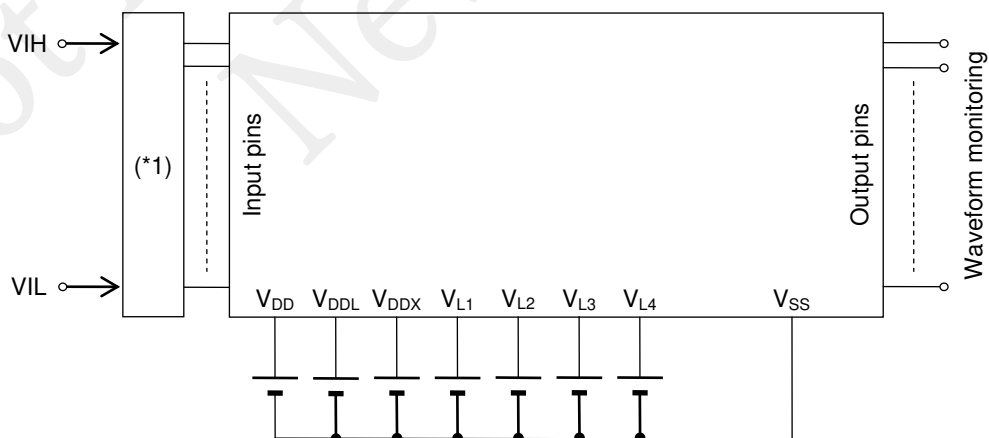 VIH
VIL
(*1)
Input pins
Output pins
Waveform monitoring
VDD VDDL VDDX VL1 VL2 VL3 VL4 VSS